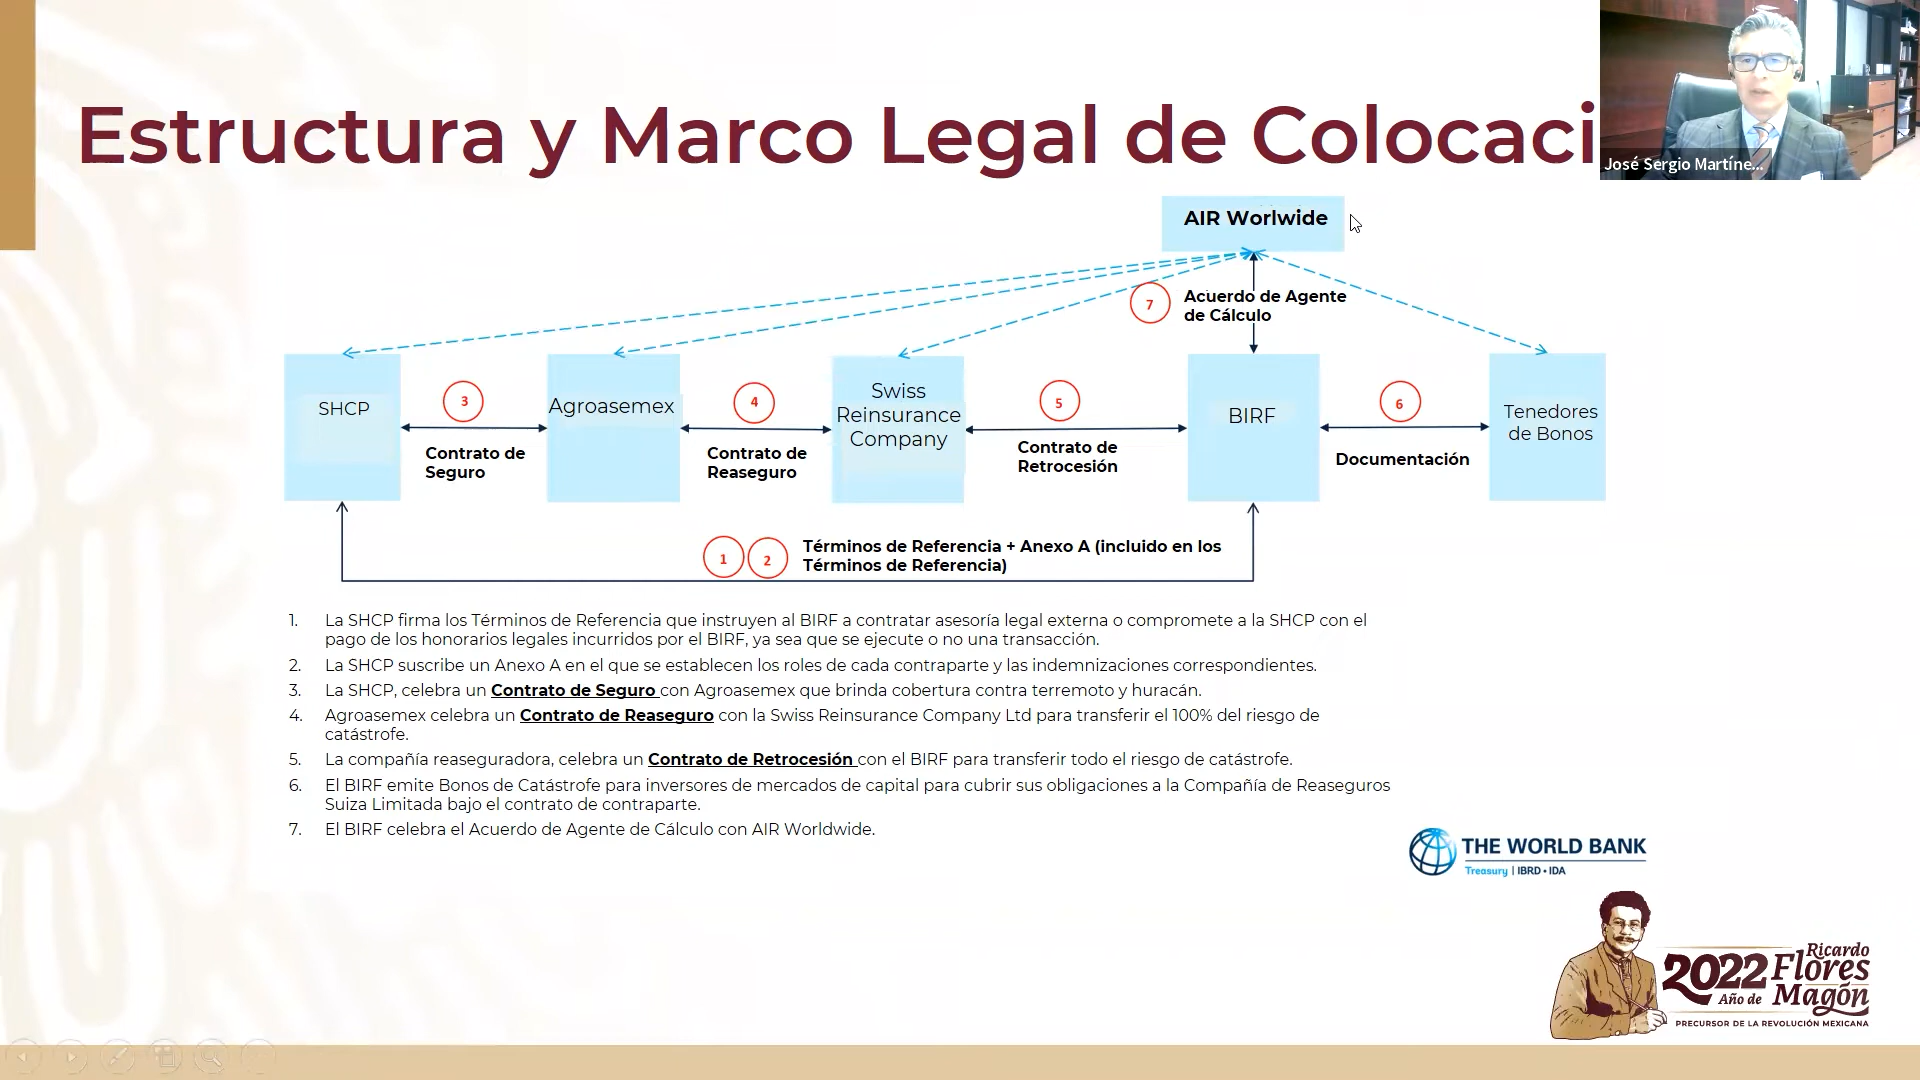 Estructura y Marco Legal de Colocaci
José Sergio Martíne...
AIR Worlwide
7
Acuerdo de Agente
de Cálculo
SHCP
3
Contrato de
Seguro
Agroasemex
4
Contrato de
Reaseguro
Swiss
Reinsurance
Company
5
Contrato de
Retrocesión
BIRF
6
Documentación
Tenedores
de Bonos
1 2
Términos de Referencia + Anexo A (incluido en los
Términos de Referencia)
1. La SHCP firma los Términos de Referencia que instruyen al BIRF a contratar asesoría legal externa o compromete a la SHCP con el
pago de los honorarios legales incurridos por el BIRF, ya sea que se ejecute o no una transacción.
2. La SHCP suscribe un Anexo A en el que se establecen los roles de cada contraparte y las indemnizaciones correspondientes.
3. La SHCP, celebra un Contrato de Seguro con Agroasemex que brinda cobertura contra terremoto y huracán.
4. Agroasemex celebra un Contrato de Reaseguro con la Swiss Reinsurance Company Ltd para transferir el 100% del riesgo de
catástrofe.
5. La compañía reaseguradora, celebra un Contrato de Retrocesión con el BIRF para transferir todo el riesgo de catástrofe.
6. El BIRF emite Bonos de Catástrofe para inversores de mercados de capital para cubrir sus obligaciones a la Compañía de Reaseguros
Suiza Limitada bajo el contrato de contraparte.
7. El BIRF celebra el Acuerdo de Agente de Cálculo con AIR Worldwide.
THE WORLD BANK
Treasury | IBRD • IDA
2022 Ricardo
Flores
Año de Magón
PRECURSOR DE LA REVOLUCIÓN MEXICANA